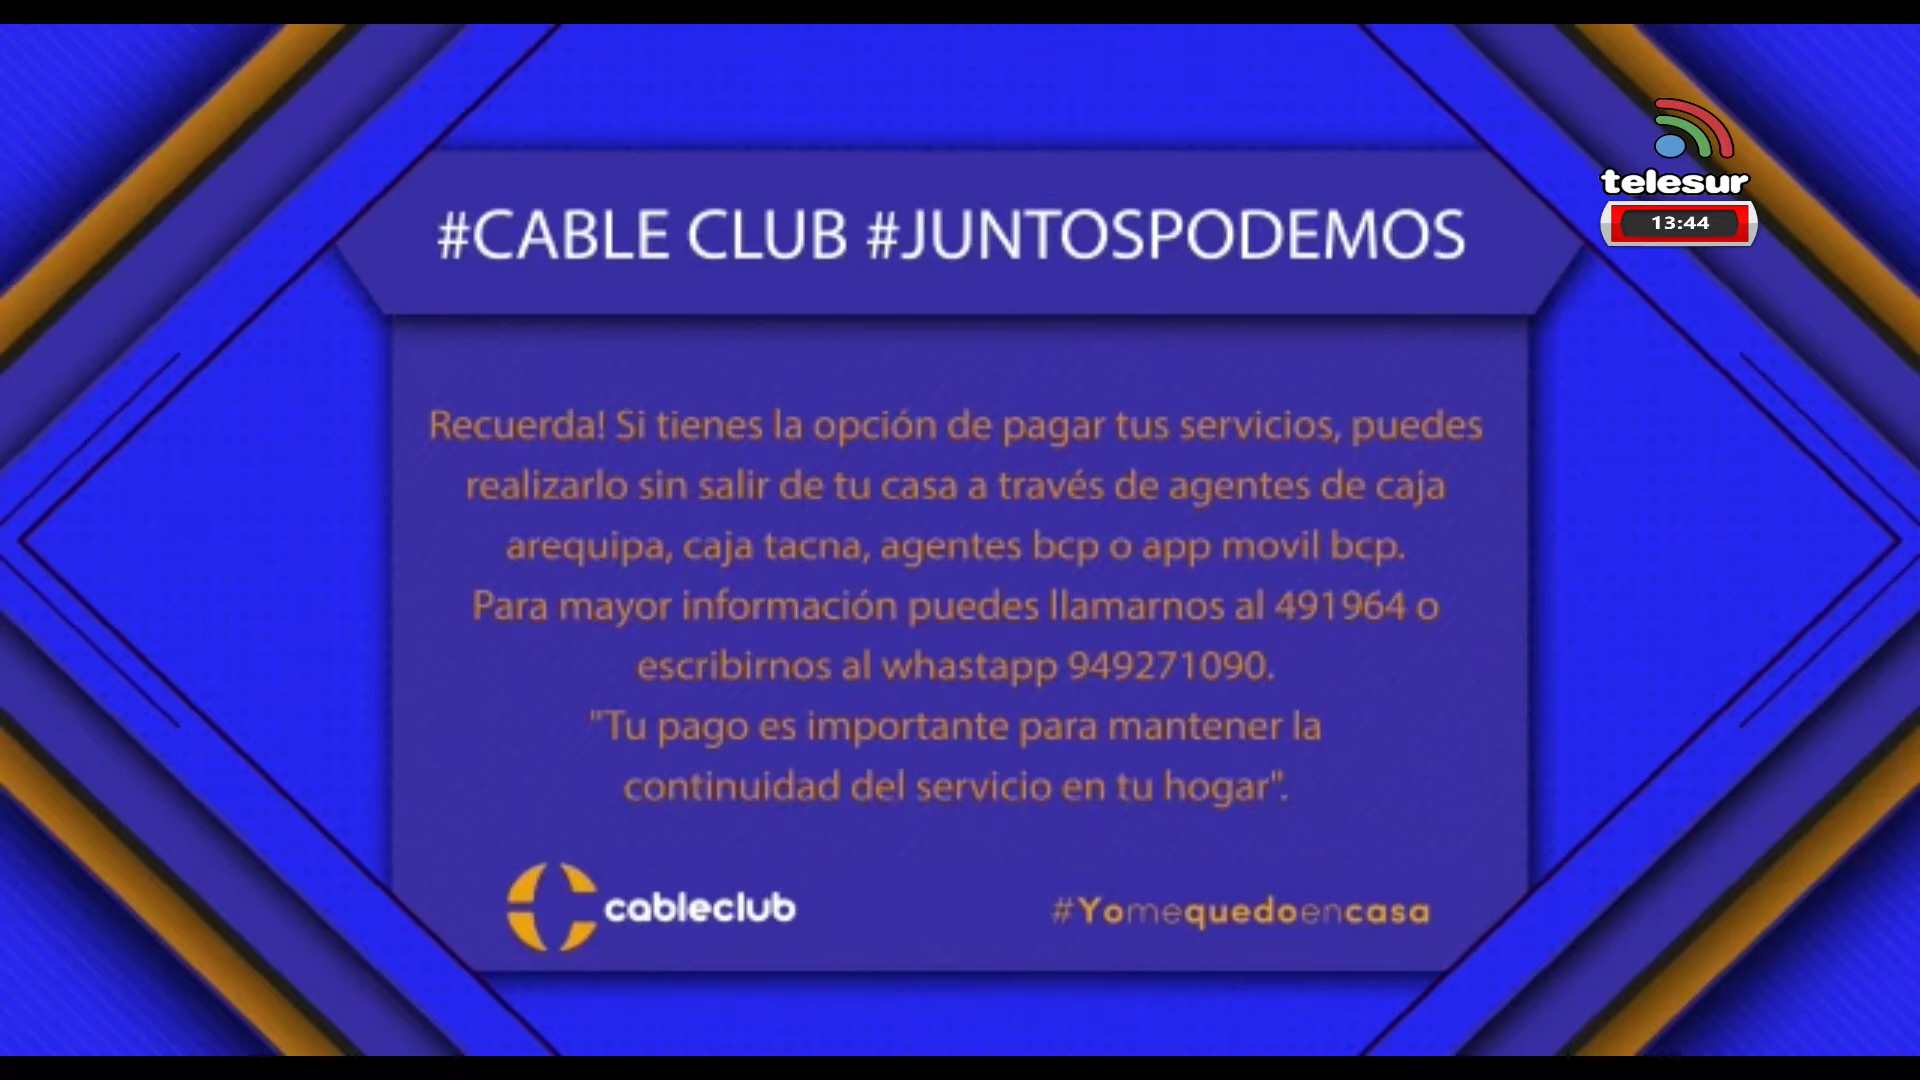 telesur
13:44
#CABLE CLUB #JUNTOSPODEMOS
Recuerda! Si tienes la opción de pagar tus servicios, puedes
realizarlo sin salir de tu casa a través de agentes de caja
arequipa, caja tacna, agentes bcp o app movil bcp.
Para mayor información puedes llamarnos al 491964 o
escribirnos al whastapp 949271090.
"Tu pago es importante para mantener la
continuidad del servicio en tu hogar".
cableclub
#Yomequedoencasa